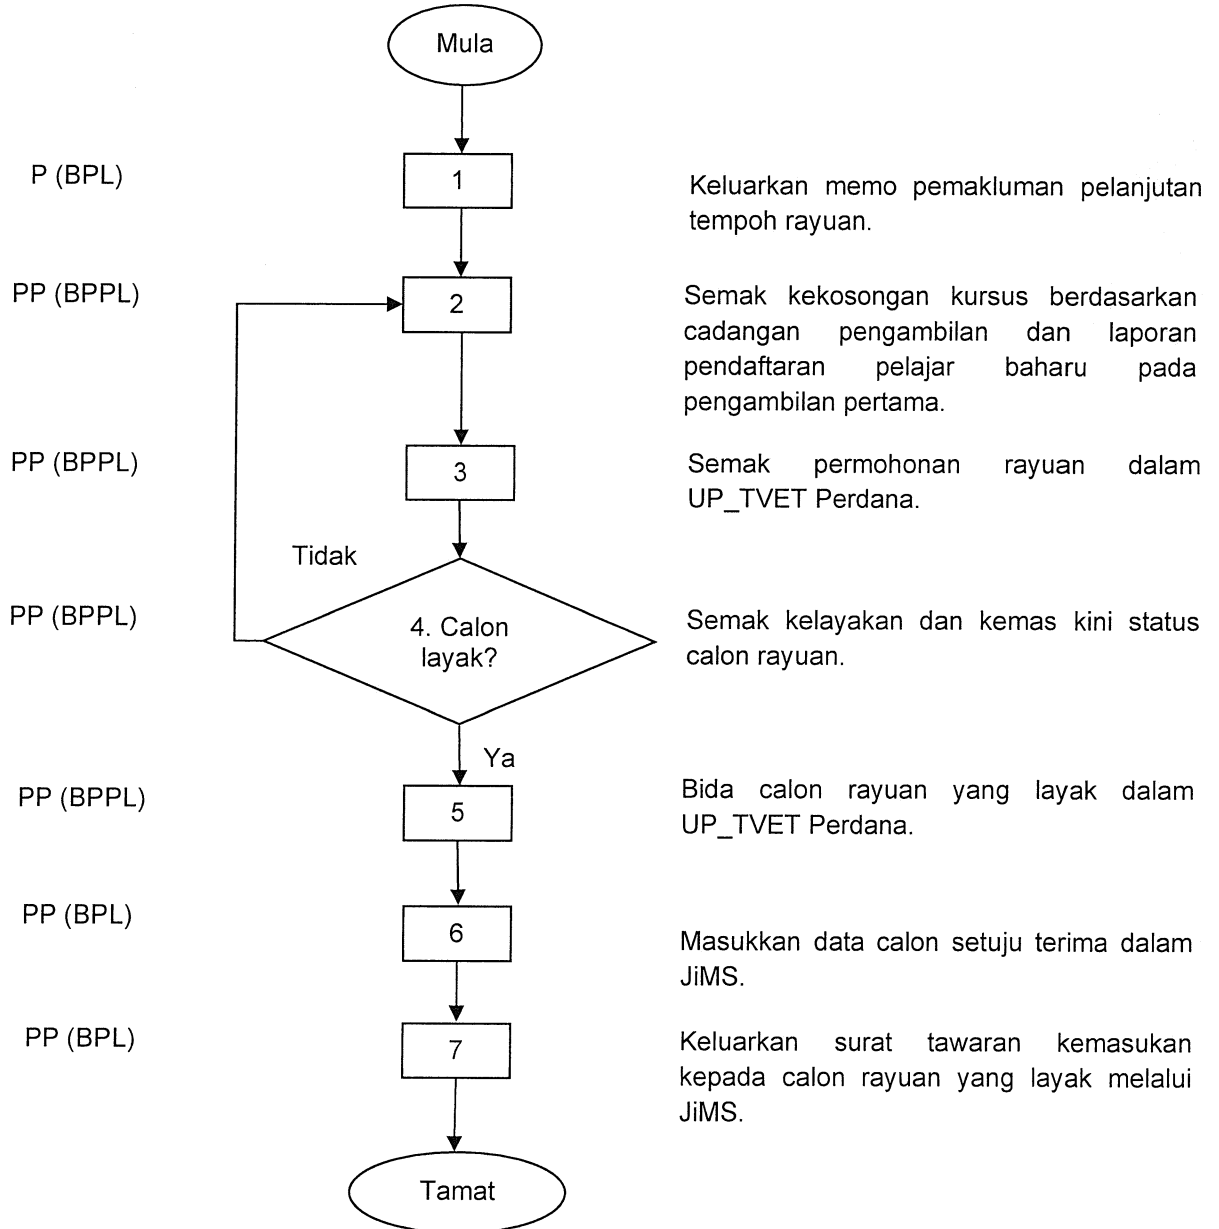 Mula
P (BPL)
1
Keluarkan memo pemakluman pelanjutan
tempoh rayuan.
PP (BPPL)
2
Semak kekosongan kursus berdasarkan
cadangan pengambilan dan laporan
pendaftaran pelajar baharu pada
pengambilan pertama.
PP (BPPL)
3
Semak permohonan rayuan dalam
UP_TVET Perdana.
Tidak
PP (BPPL)
4. Calon
layak?
Semak kelayakan dan kemas kini status
calon rayuan.
Ya
PP (BPPL)
5
Bida calon rayuan yang layak dalam
UP_TVET Perdana.
PP (BPL)
6
Masukkan data calon setuju terima dalam
JiMS.
PP (BPL)
7
Keluarkan surat tawaran kemasukan
kepada calon rayuan yang layak melalui
JiMS.
Tamat